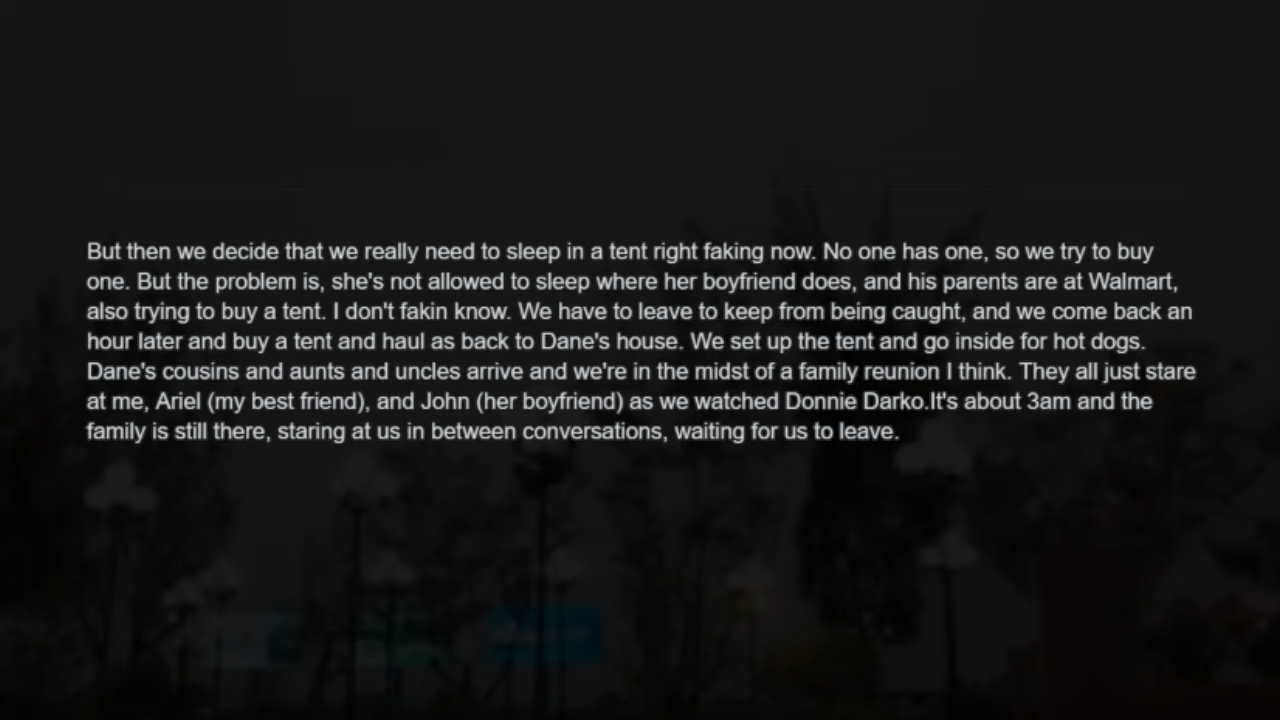 But then we decide that we really need to sleep in a tent right faking now. No one has one, so we try to buy
one. But the problem is, she's not allowed to sleep where her boyfriend does, and his parents are at Walmart,
also trying to buy a tent. I don't fakin know. We have to leave to keep from being caught, and we come back an
hour later and buy a tent and haul as back to Dane's house. We set up the tent and go inside for hot dogs.
Dane's cousins and aunts and uncles arrive and we're in the midst of a family reunion I think. They all just stare
at me, Ariel (my best friend), and John (her boyfriend) as we watched Donnie Darko.It's about 3am and the
family is still there, staring at us in between conversations, waiting for us to leave.